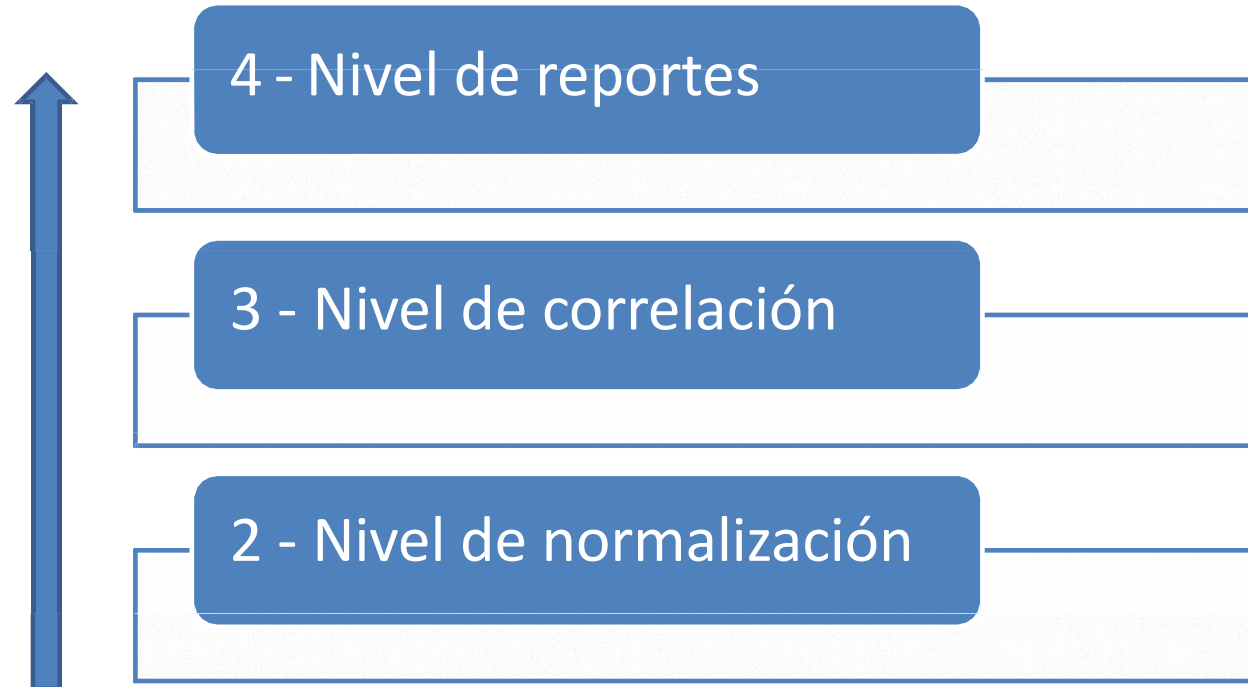 4 - Nivel de reportes
3 - Nivel de correlación
2 - Nivel de normalización